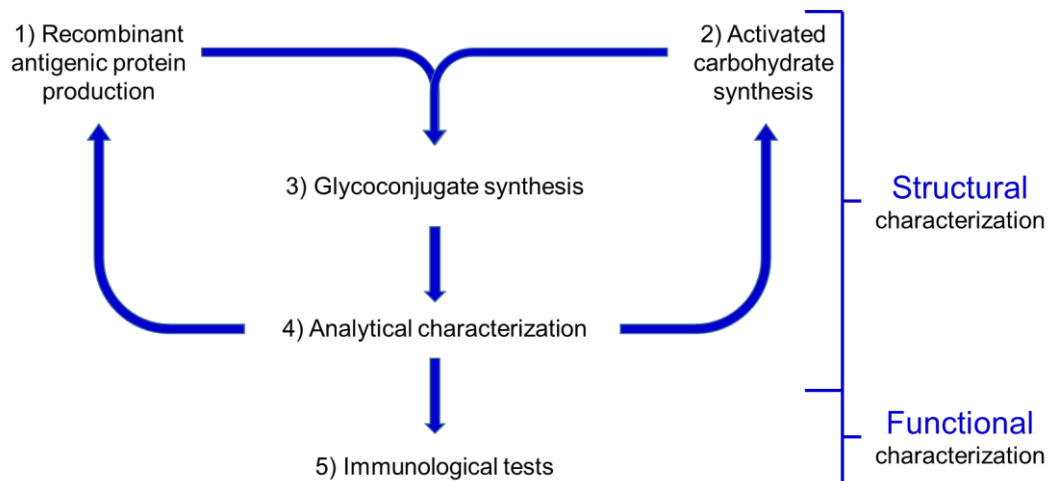 1) Recombinant
antigenic protein
production
2) Activated
carbohydrate
synthesis
3) Glycoconjugate synthesis
Structural
characterization
4) Analytical characterization
Functional
characterization
5) Immunological tests